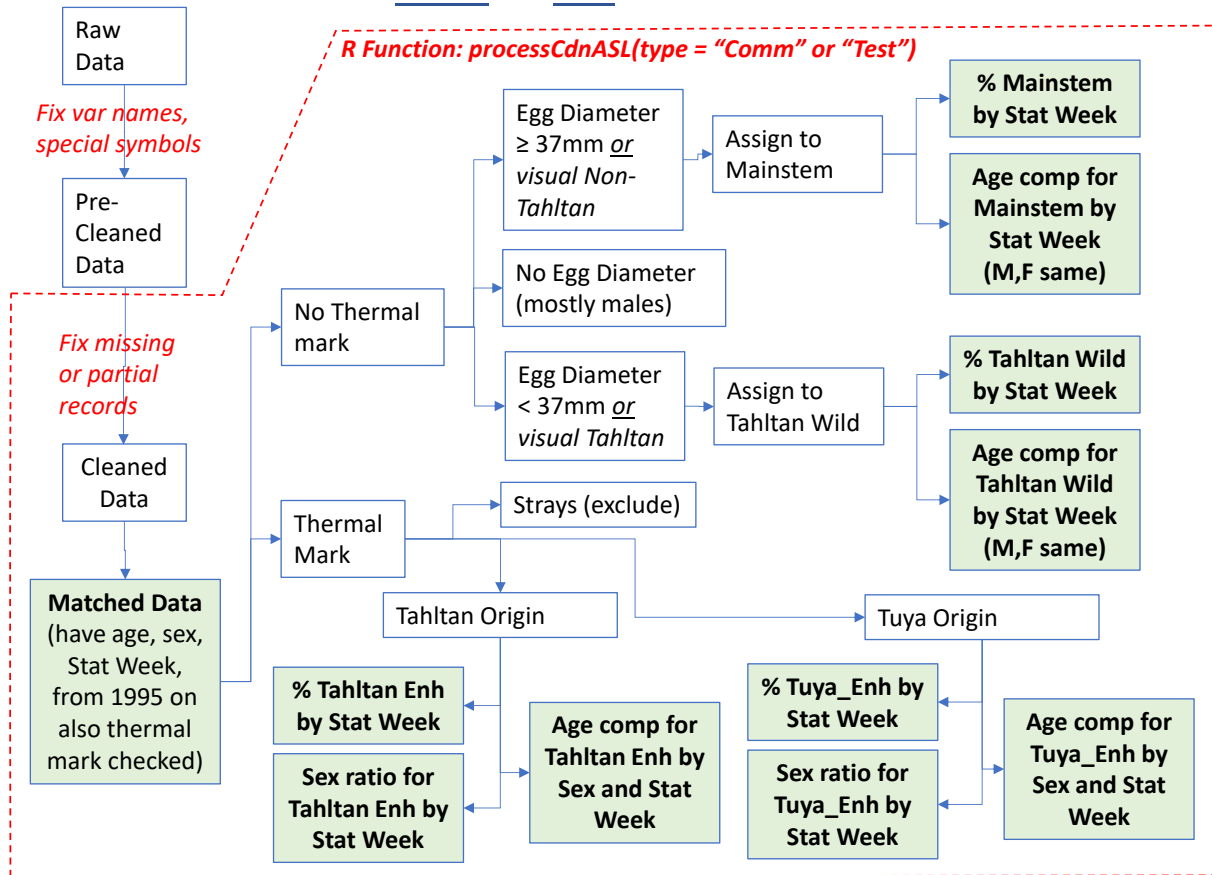 Raw
Data
R Function: processCdnASL(type = “Comm” or “Test”)
Fix var names,
special symbols
Pre-
Cleaned
Data
Fix missing
or partial
records
Cleaned
Data
Matched Data
(have age, sex,
Stat Week,
from 1995 on
also thermal
mark checked)
No Thermal
mark
Thermal
Mark
Egg Diameter
≥ 37mm or
visual Non-
Tahltan
Assign to
Mainstem
% Mainstem
by Stat Week
Age comp for
Mainstem by
Stat Week
(M,F same)
No Egg Diameter
(mostly males)
Egg Diameter
< 37mm or
visual Tahltan
Assign to
Tahltan Wild
% Tahltan Wild
by Stat Week
Age comp for
Tahltan Wild
by Stat Week
(M,F same)
Strays (exclude)
Tahltan Origin
% Tahltan Enh
by Stat Week
Sex ratio for
Tahltan Enh by
Stat Week
Age comp for
Tahltan Enh by
Sex and Stat
Week
Tuya Origin
% Tuya_Enh by
Stat Week
Sex ratio for
Tuya_Enh by
Stat Week
Age comp for
Tuya_Enh by
Sex and Stat
Week